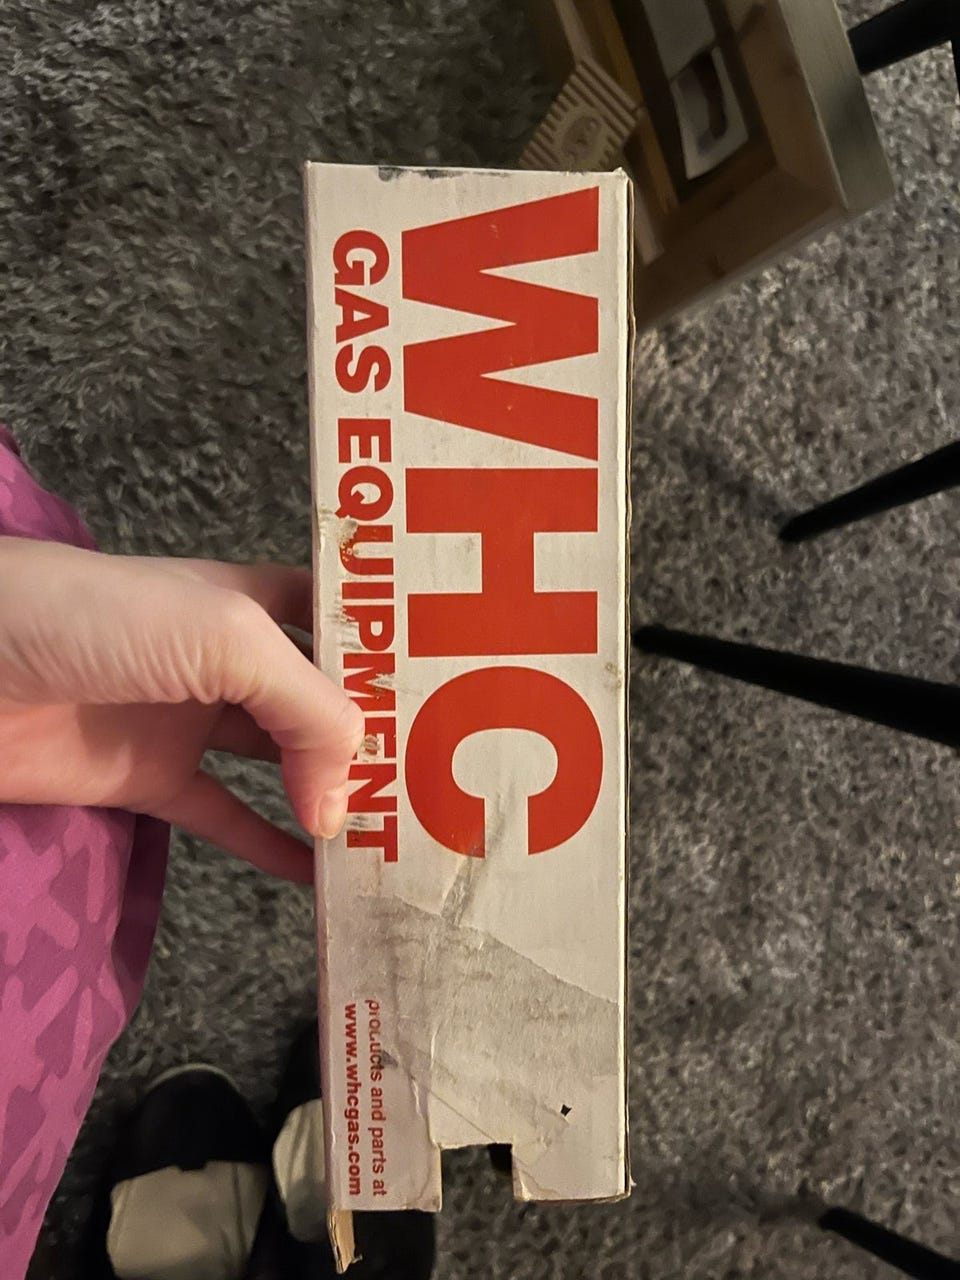 WHC
GAS EQUIPMENT
products and parts at
www.whcgas.com